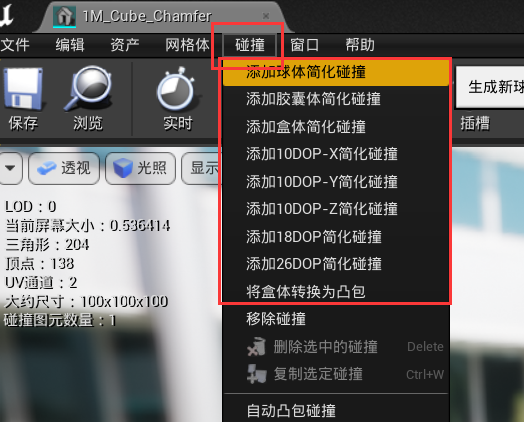 1M_Cube_Chamfer
文件 编辑 资产 网格体 碰撞 窗口 帮助
保存 浏览 实时 生成新球 插槽
透视 光照 显示
LOD：0
当前屏幕大小：0.536414
三角形：204
顶点：138
UV通道：2
大约尺寸：100x100x100
碰撞图元数量：1
添加球体简化碰撞
添加胶囊体简化碰撞
添加盒体简化碰撞
添加10DOP-X简化碰撞
添加10DOP-Y简化碰撞
添加10DOP-Z简化碰撞
添加18DOP简化碰撞
添加26DOP简化碰撞
将盒体转换为凸包
移除碰撞
删除选中的碰撞 Delete
复制选定碰撞 Ctrl+W
自动凸包碰撞